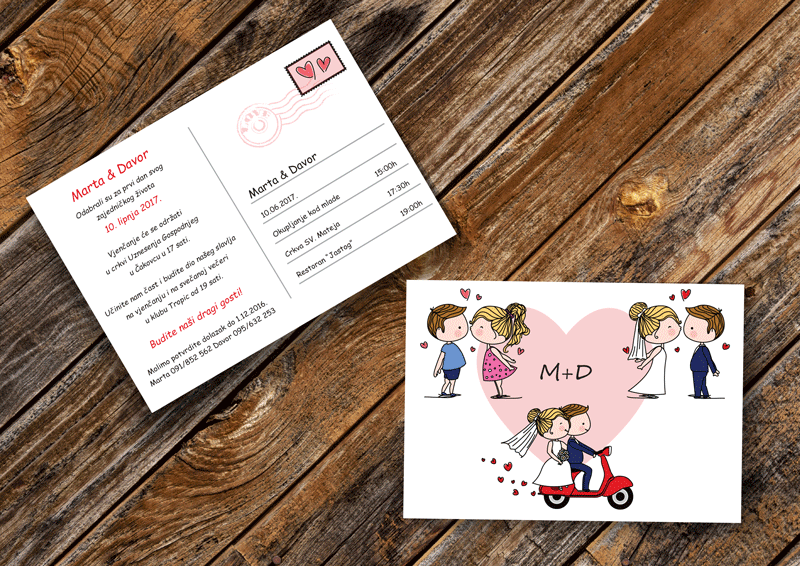 Marta & Davor
Odabrali su za prvi dan svog
zajedničkog života
10. lipnja 2017.
Vjenčanje će se održati
u crkvi Uznesenja Gospodnjeg
u Čakovcu u 17 sati.
Učinite nam čast i budite dio našeg slavlja
na vjenčanju i na svečanoj večeri
u klubu Tropic od 19 sati.
Budite naši dragi gosti!
Molimo potvrdite dolazak do 1.12.2016.
Marta 091/852 562 Davor 095/632 253
Marta & Davor
10.06.2017.
Okupljanje kod mlade 15:00h
Crkva SV. Mateja 17:30h
Restoran "Jastog" 19:00h
M+D